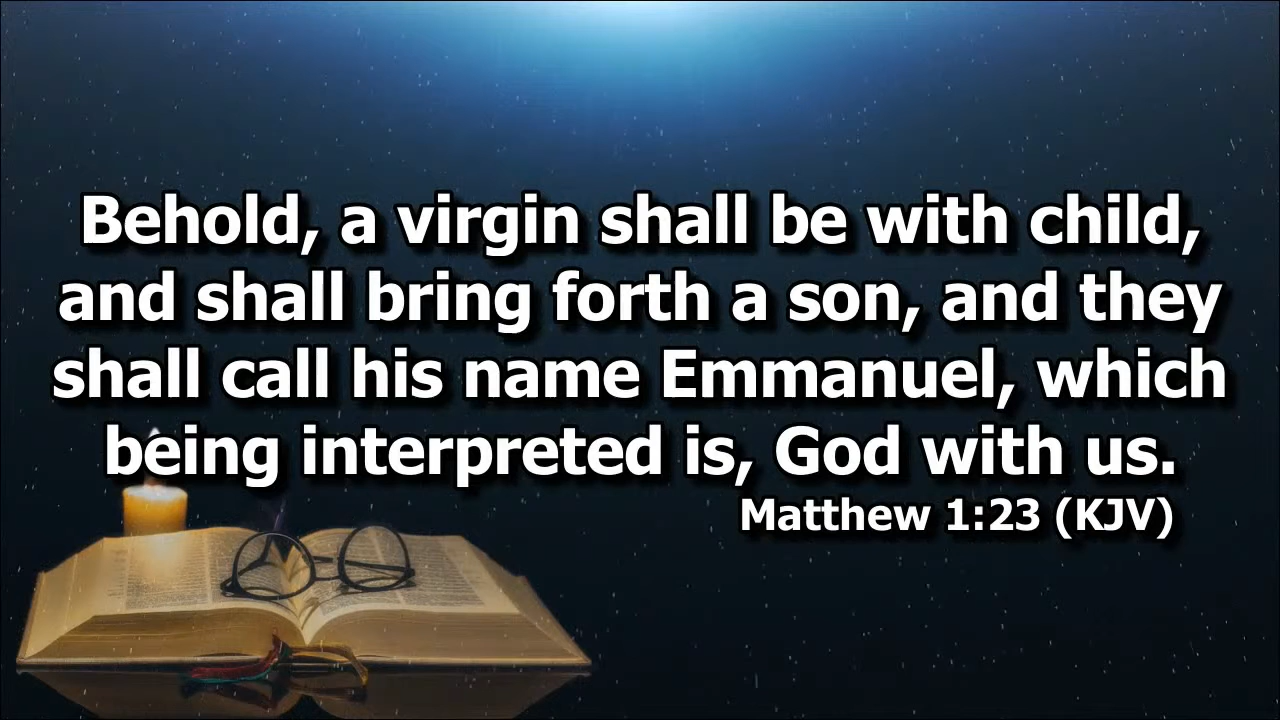 Behold, a virgin shall be with child,
and shall bring forth a son, and they
shall call his name Emmanuel, which
being interpreted is, God with us.
Matthew 1:23 (KJV)